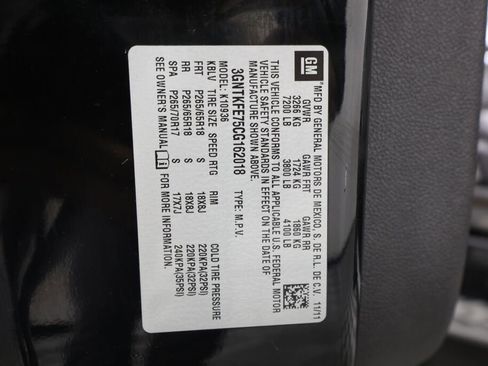 GM
MFD BY GENERAL MOTORS DE MEXICO, S. DE R.L. DE C.V. 11/11
GVWR GAWR FRT GAWR RR
3266 KG 1724 KG 1860 KG
7200 LB 3800 LB 4100 LB
THIS VEHICLE CONFORMS TO ALL APPLICABLE U.S. FEDERAL MOTOR
VEHICLE SAFETY STANDARDS IN EFFECT ON THE DATE OF
MANUFACTURE SHOWN ABOVE.
3GNTKFE75CG162018 TYPE: M.P.V.
MODEL: K10936
KBLV TIRE SIZE SPEED RTG RIM COLD TIRE PRESSURE
FRT P265/65R18 S 18X8J 220KPA(32PSI)
RR P265/65R18 S 18X8J 220KPA(32PSI)
SPA P265/70R17 S 17X7J 240KPA(35PSI)
SEE OWNER'S MANUAL FOR MORE INFORMATION.